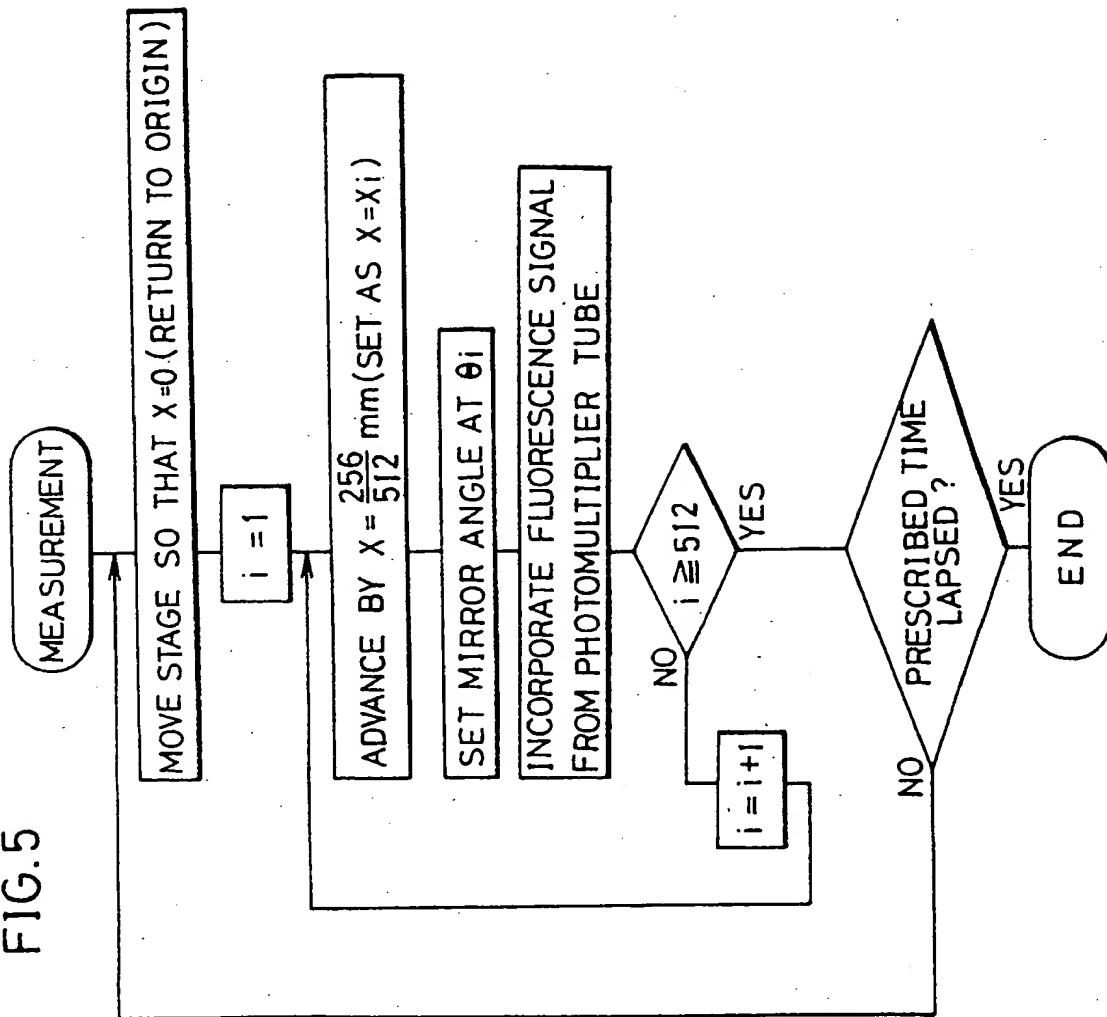 FIG.5
MEASUREMENT
MOVE STAGE SO THAT X=0 (RETURN TO ORIGIN)
i = 1
ADVANCE BY X = 256/512 mm (SET AS X=Xi)
SET MIRROR ANGLE AT θi
INCORPORATE FLUORESCENCE SIGNAL
FROM PHOTOMULTIPLIER TUBE
i ≧ 512
NO
YES
i = i+1
PRESCRIBED TIME
LAPSED ?
NO
YES
END